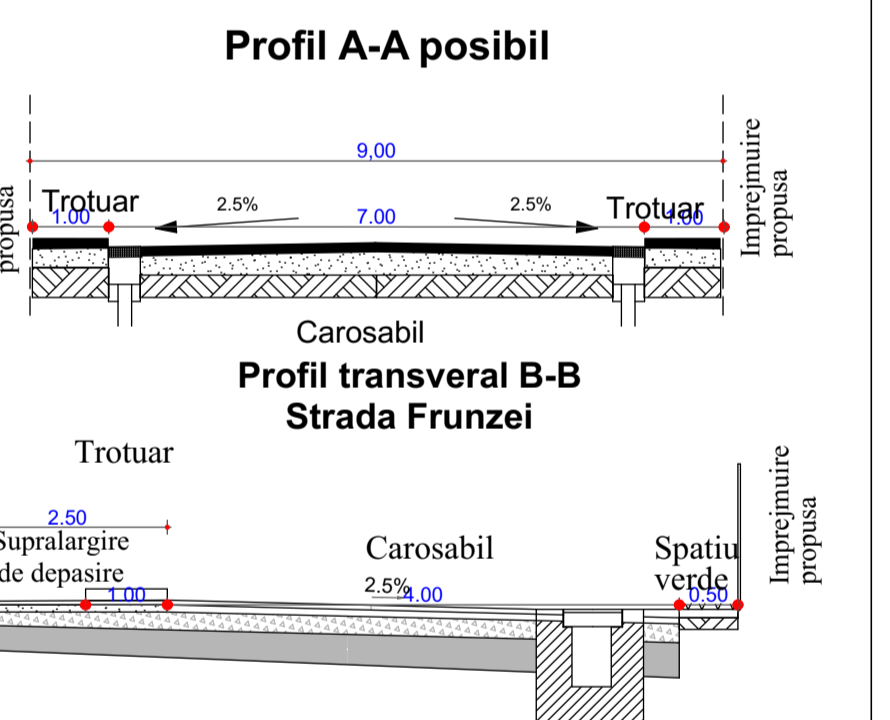 Profil A-A posibil
9,00
Imprejmuire
propusa
propusa
Trotuar
1.00
2.5%
7.00
2.5%
Trotuar
1.00
Carosabil
Profil transveral B-B
Strada Frunzei
Trotuar
Imprejmuire
propusa
2.50
Supralargire
de depasire
1.00
Carosabil
2.5%
4.00
Spatiu
verde
0.50